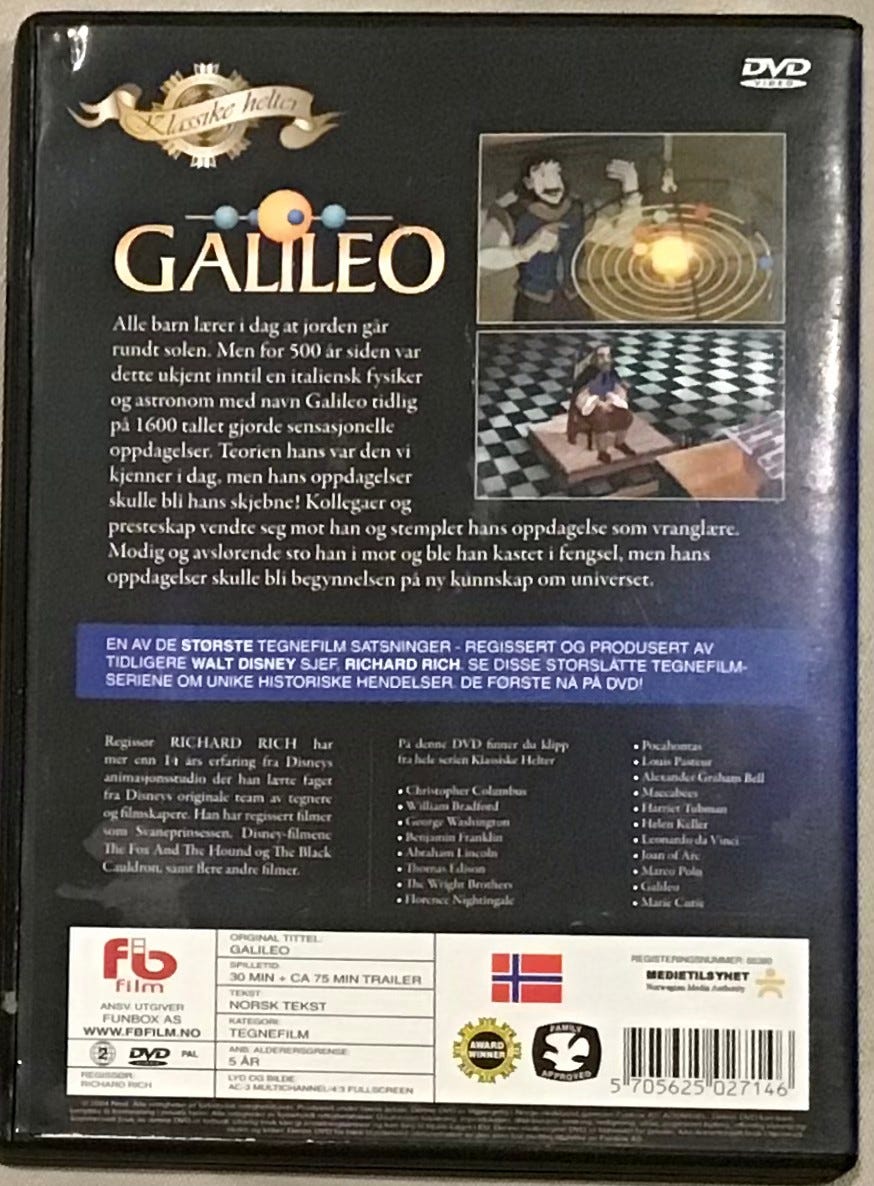 Klassike helter
DVD
VIDEO
GALILEO
Alle barn lærer i dag at jorden går
rundt solen. Men for 500 år siden var
dette ukjent inntil en italiensk fysiker
og astronom med navn Galileo tidlig
på 1600 tallet gjorde sensasjonelle
oppdagelser. Teorien hans var den vi
kjenner i dag, men hans oppdagelser
skulle bli hans skjebne! Kollegaer og
presteskap vendte seg mot han og stemplet hans oppdagelse som vranglære.
Modig og avslørende sto han i mot og ble han kastet i fengsel, men hans
oppdagelser skulle bli begynnelsen på ny kunnskap om universet.
EN AV DE STØRSTE TEGNEFILM SATSNINGER - REGISSERT OG PRODUSERT AV
TIDLIGERE WALT DISNEY SJEF, RICHARD RICH. SE DISSE STORSLÅTTE TEGNEFILM-
SERIENE OM UNIKE HISTORISKE HENDELSER. DE FØRSTE NÅ PÅ DVD!
Regissør RICHARD RICH har
mer enn 14 års erfaring fra Disneys
animasjonsstudio der han lærte faget
fra Disneys originale team av tegnere
og filmskapere. Han har regissert filmer
som Svaneprinsessen, Disney-filmene
The Fox And The Hound og The Black
Cauldron, samt flere andre filmer.
På denne DVD finner du klipp
fra hele serien Klassiske Helter
• Christopher Columbus
• William Bradford
• George Washington
• Benjamin Franklin
• Abraham Lincoln
• Thomas Edison
• The Wright Brothers
• Florence Nightingale
• Pocahontas
• Louis Pasteur
• Alexander Graham Bell
• Maccabees
• Harriet Tubman
• Helen Keller
• Leonardo da Vinci
• Joan of Arc
• Marco Polo
• Galileo
• Marie Curie
fb
film
ANSV UTGIVER
FUNBOX AS
WWW.FBFILM.NO
2 DVD PAL
REGISSØR:
RICHARD RICH
ORGINAL TITTEL:
GALILEO
SPILLETID:
30 MIN + CA 75 MIN TRAILER
TEKST
NORSK TEKST
KATEGORI:
TEGNEFILM
ANB. ALDERERSGRENSE:
5 ÅR
LYD OG BILDE:
AC-3 MULTICHANNEL/4:3 FULLSCREEN
AWARD
WINNER
FAMILY
APPROVED
REGISTERINGSNUMMER:
MEDIETILSYNET
Norwegian Media Authority
5 705625 027146